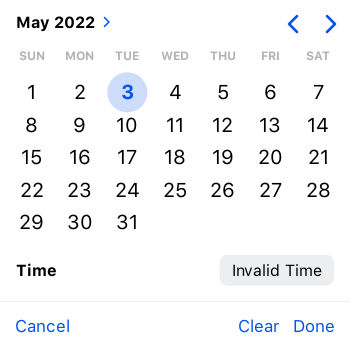 May 2022
SUN MON TUE WED THU FRI SAT
1 2 3 4 5 6 7
8 9 10 11 12 13 14
15 16 17 18 19 20 21
22 23 24 25 26 27 28
29 30 31
Time Invalid Time
Cancel Clear Done